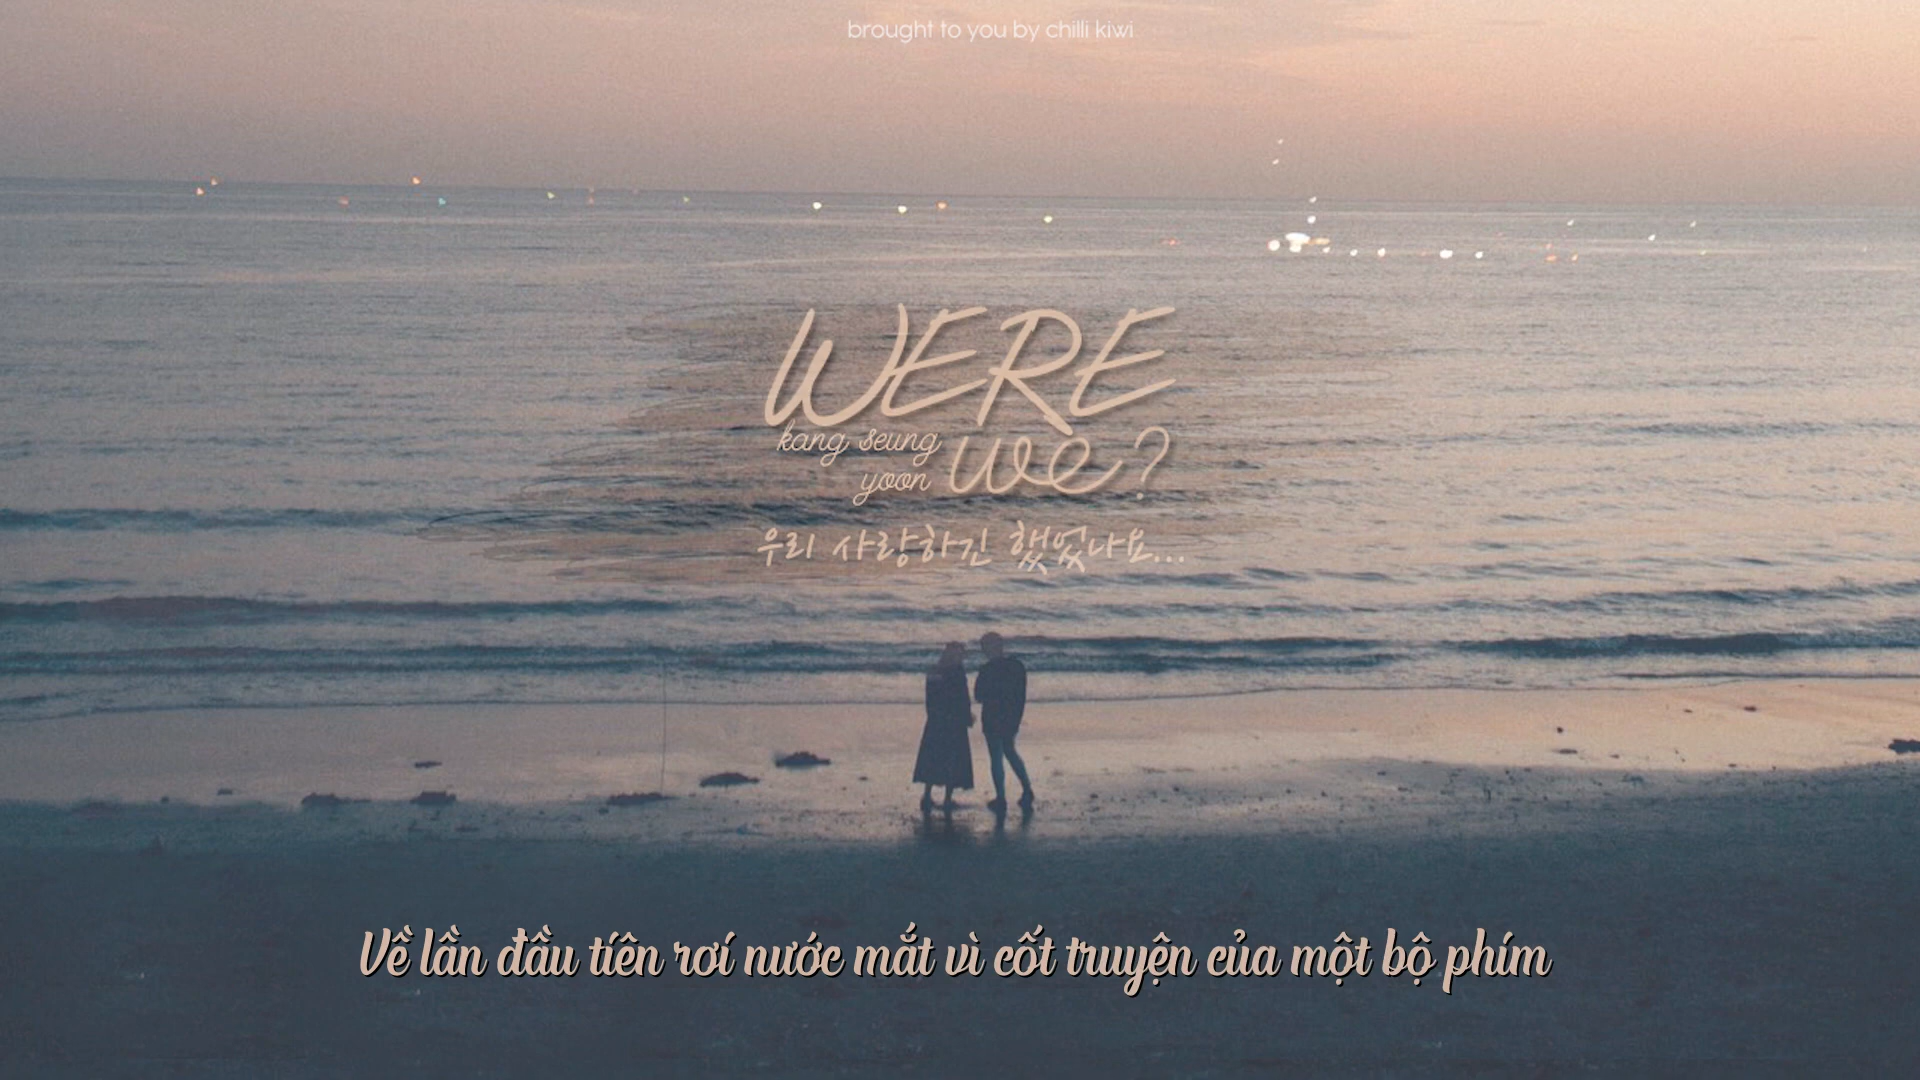 brought to you by chilli kiwi
WERE
kang seung
yoon we?
우리 사랑하긴 했었나요...
Về lần đầu tiên rơi nước mắt vì cốt truyện của một bộ phim